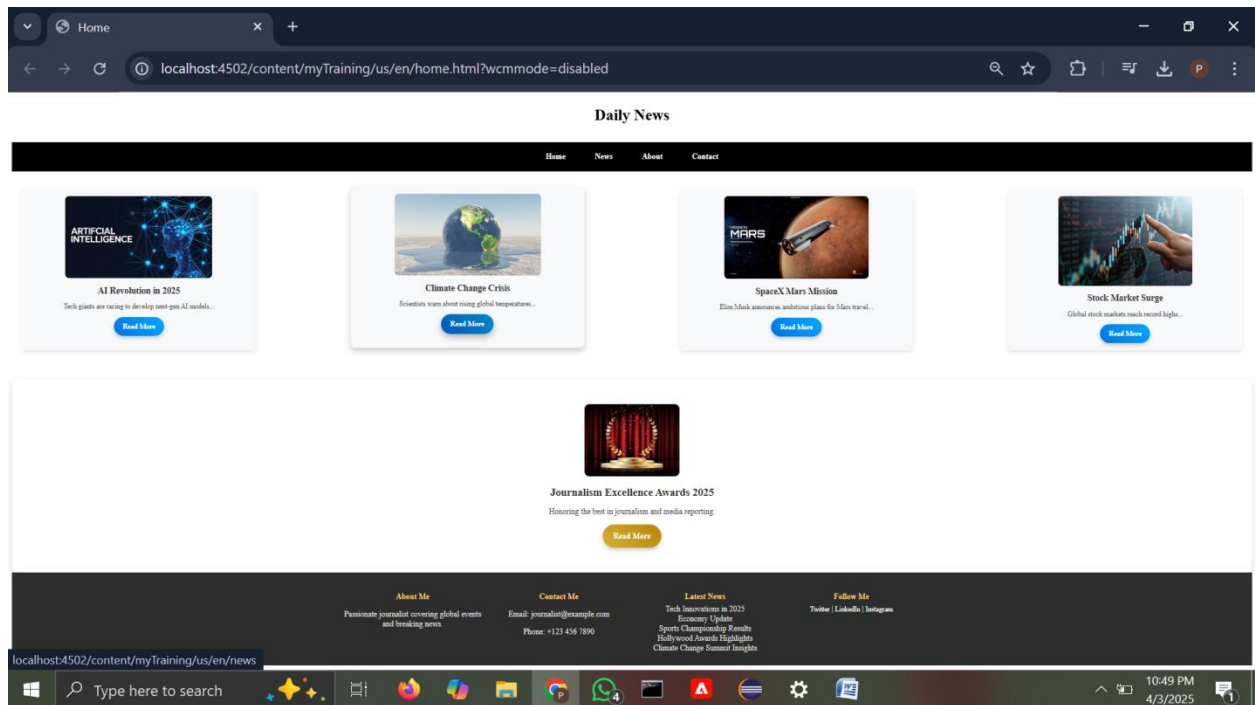 Home
localhost:4502/content/myTraining/us/en/home.html?wcmmode=disabled
P
Daily News
Home News About Contact
ARTIFCIAL
INTELLIGENCE
AI Revolution in 2025
Tech giants are racing to develop next-gen AI models...
Read More
Climate Change Crisis
Scientists warn about rising global temperatures...
Read More
MARS
SpaceX Mars Mission
Elon Musk announces ambitious plans for Mars travel...
Read More
Stock Market Surge
Global stock markets reach record highs...
Read More
Journalism Excellence Awards 2025
Honoring the best in journalism and media reporting.
Read More
About Me
Passionate journalist covering global events
and breaking news.
Contact Me
Email: journalist@example.com
Phone: +123 456 7890
Latest News
Tech Innovations in 2025
Economy Update
Sports Championship Results
Hollywood Awards Highlights
Climate Change Summit Insights
Follow Me
Twitter | LinkedIn | Instagram
localhost:4502/content/myTraining/us/en/news
Type here to search
4
10:49 PM
4/3/2025
1